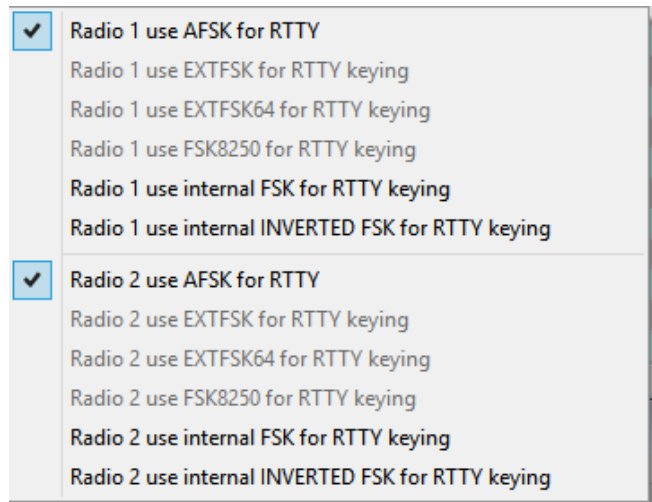 Radio 1 use AFSK for RTTY
Radio 1 use EXTFSK for RTTY keying
Radio 1 use EXTFSK64 for RTTY keying
Radio 1 use FSK8250 for RTTY keying
Radio 1 use internal FSK for RTTY keying
Radio 1 use internal INVERTED FSK for RTTY keying
Radio 2 use AFSK for RTTY
Radio 2 use EXTFSK for RTTY keying
Radio 2 use EXTFSK64 for RTTY keying
Radio 2 use FSK8250 for RTTY keying
Radio 2 use internal FSK for RTTY keying
Radio 2 use internal INVERTED FSK for RTTY keying